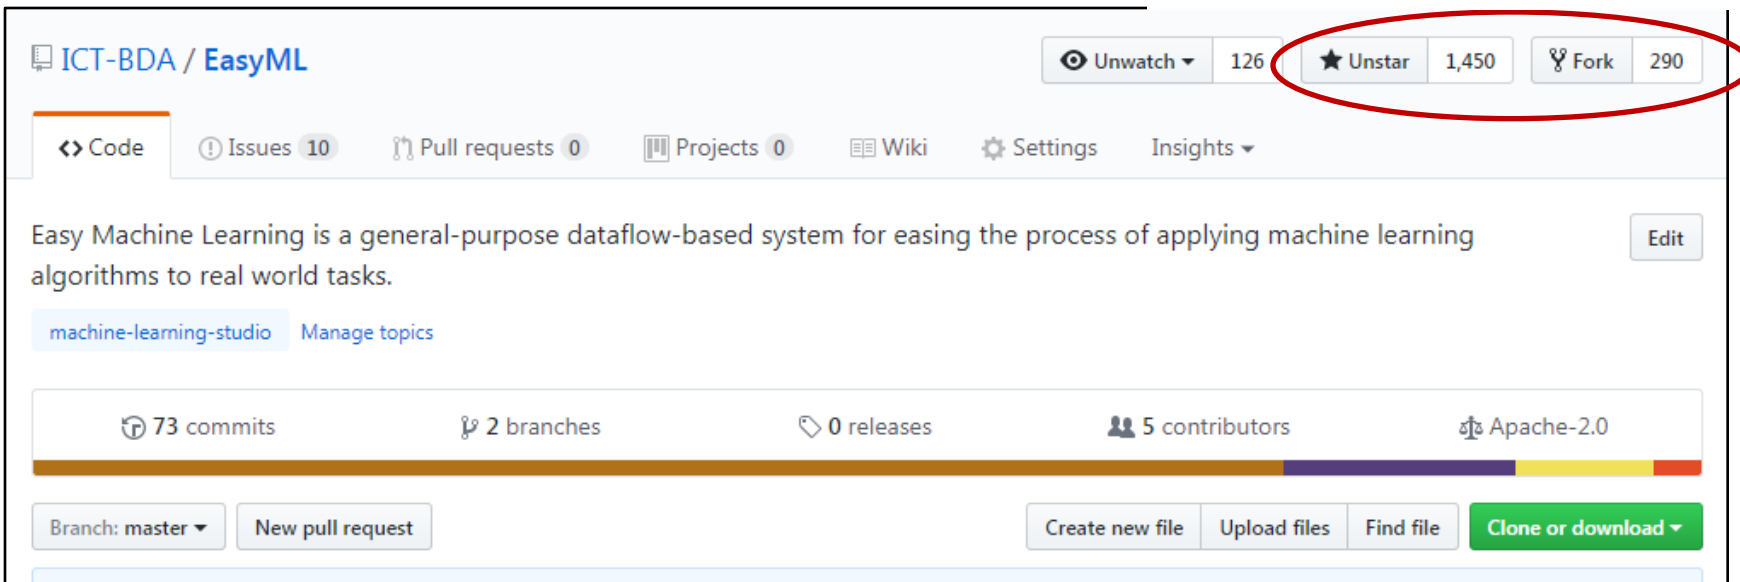 ICT-BDA / EasyML
Unwatch 126 Unstar 1,450 Fork 290
Code Issues 10 Pull requests 0 Projects 0 Wiki Settings Insights
Easy Machine Learning is a general-purpose dataflow-based system for easing the process of applying machine learning
algorithms to real world tasks.
Edit
machine-learning-studio Manage topics
73 commits 2 branches 0 releases 5 contributors Apache-2.0
Branch: master New pull request Create new file Upload files Find file Clone or download